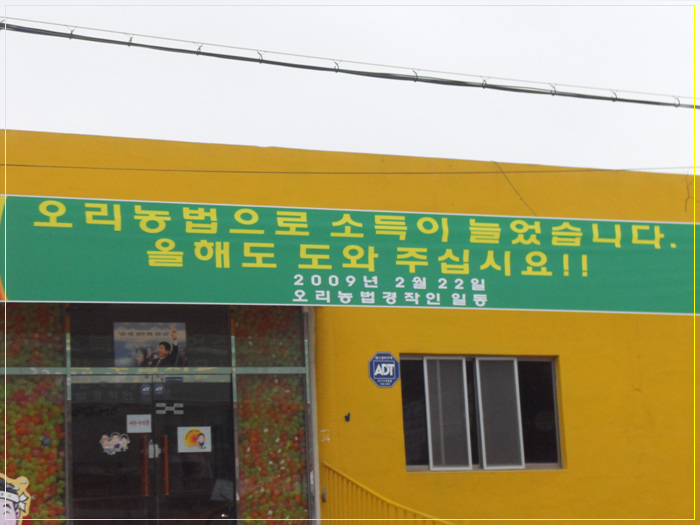 오리농법으로 소득이 늘었습니다.
올해도 도와 주십시요!!
2009년 2월 22일
오리농법경작인 일동
ADT